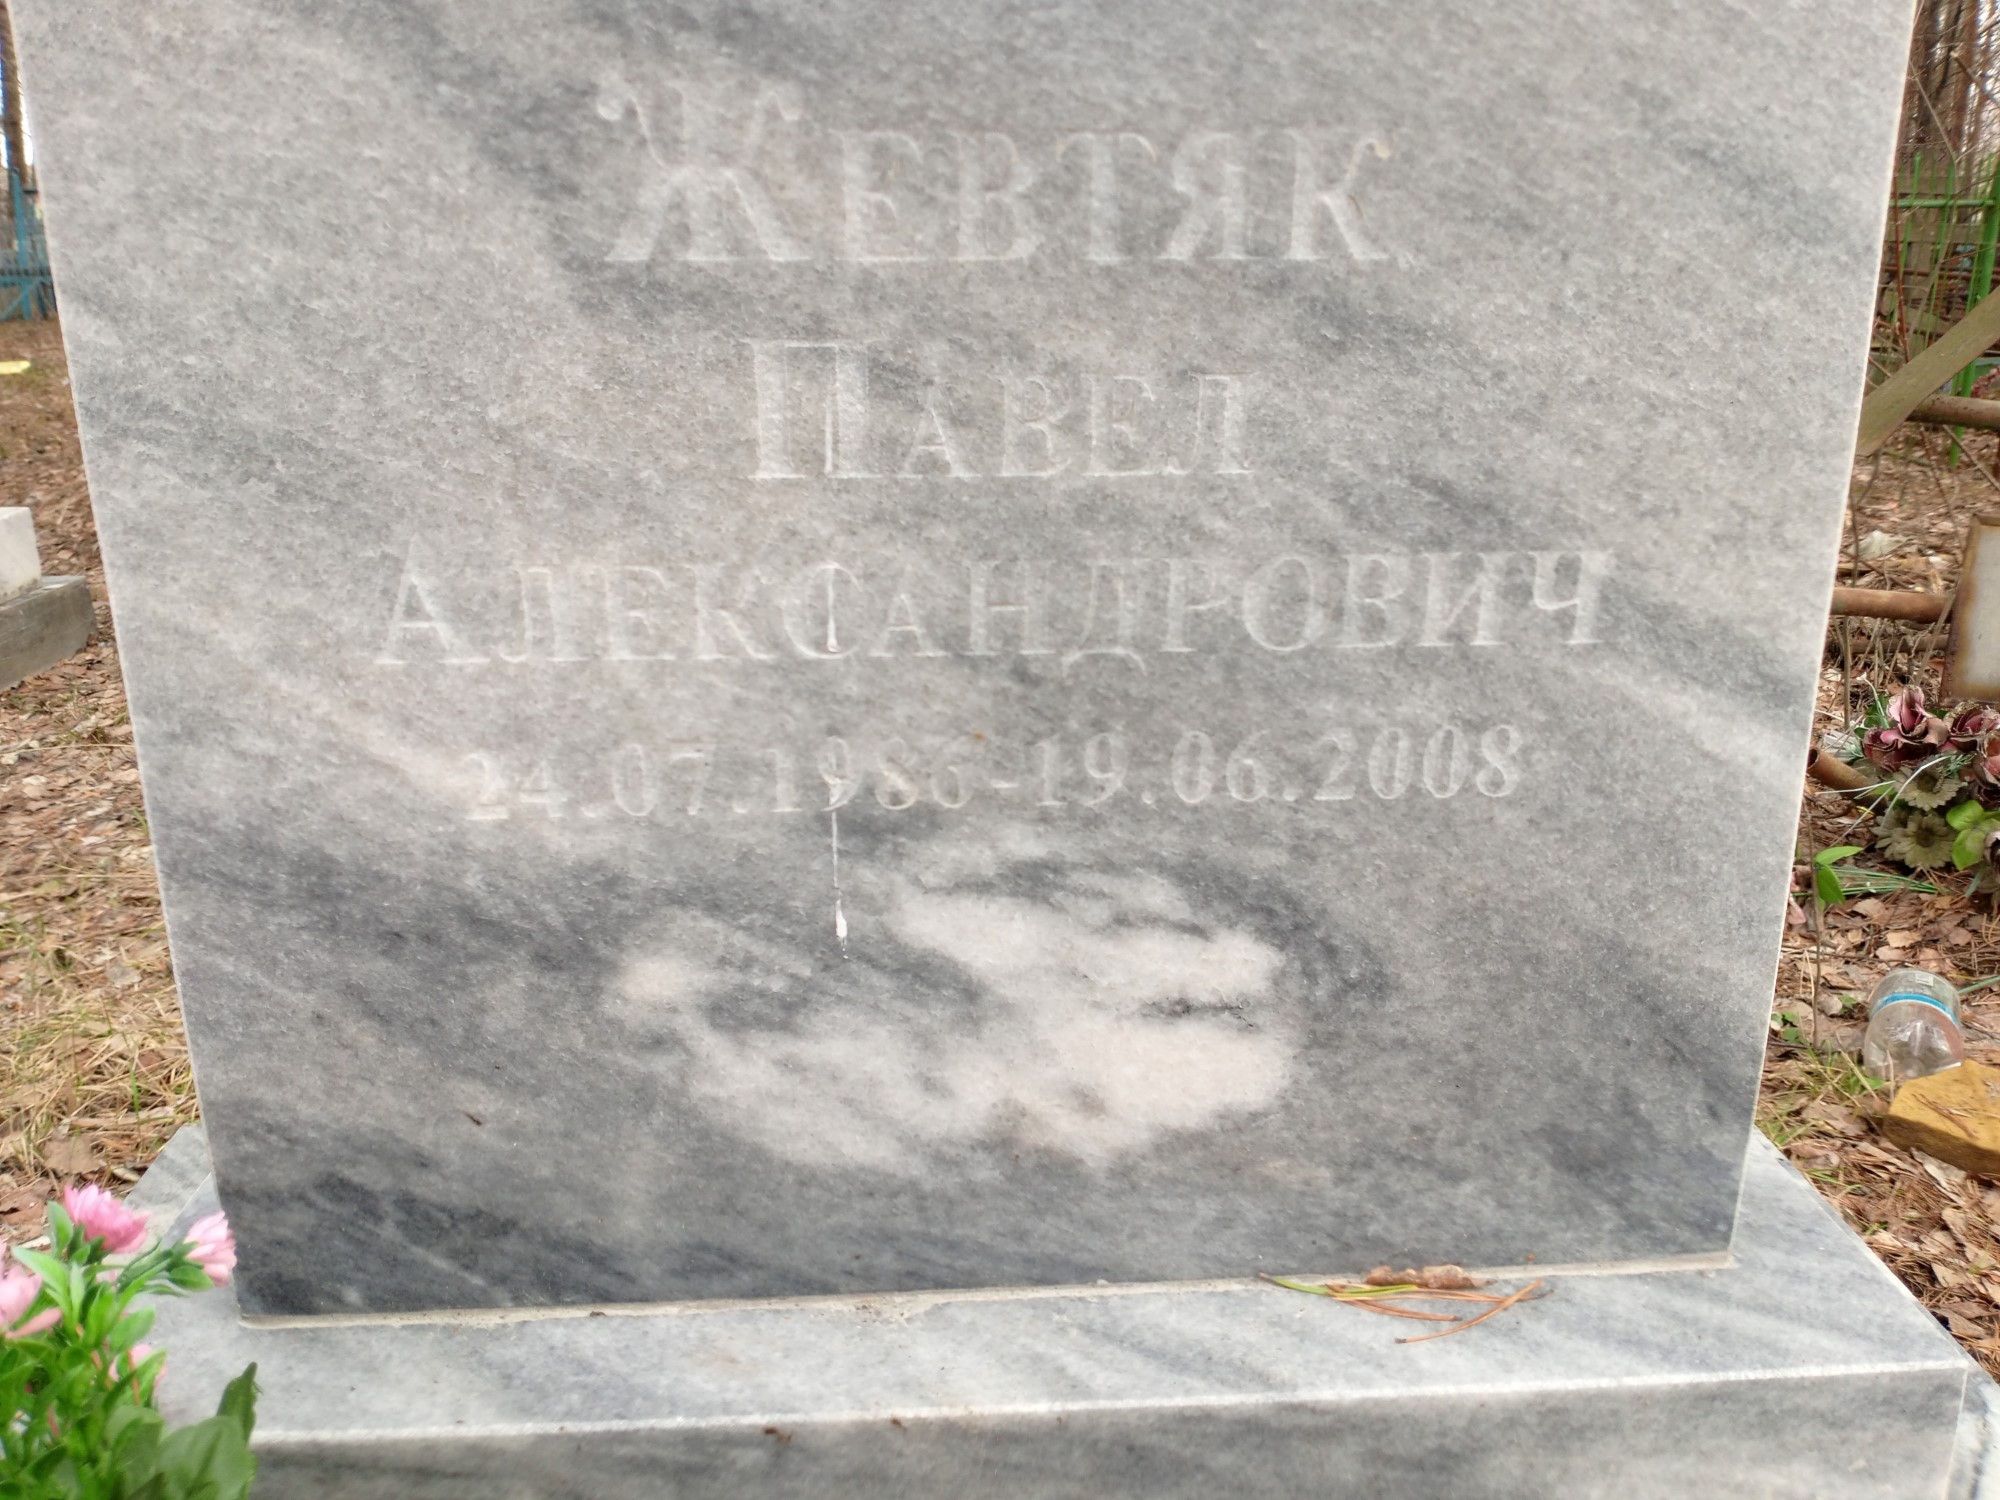 Жевтяк
Павел
Александрович
24.07.1986-19.06.2008